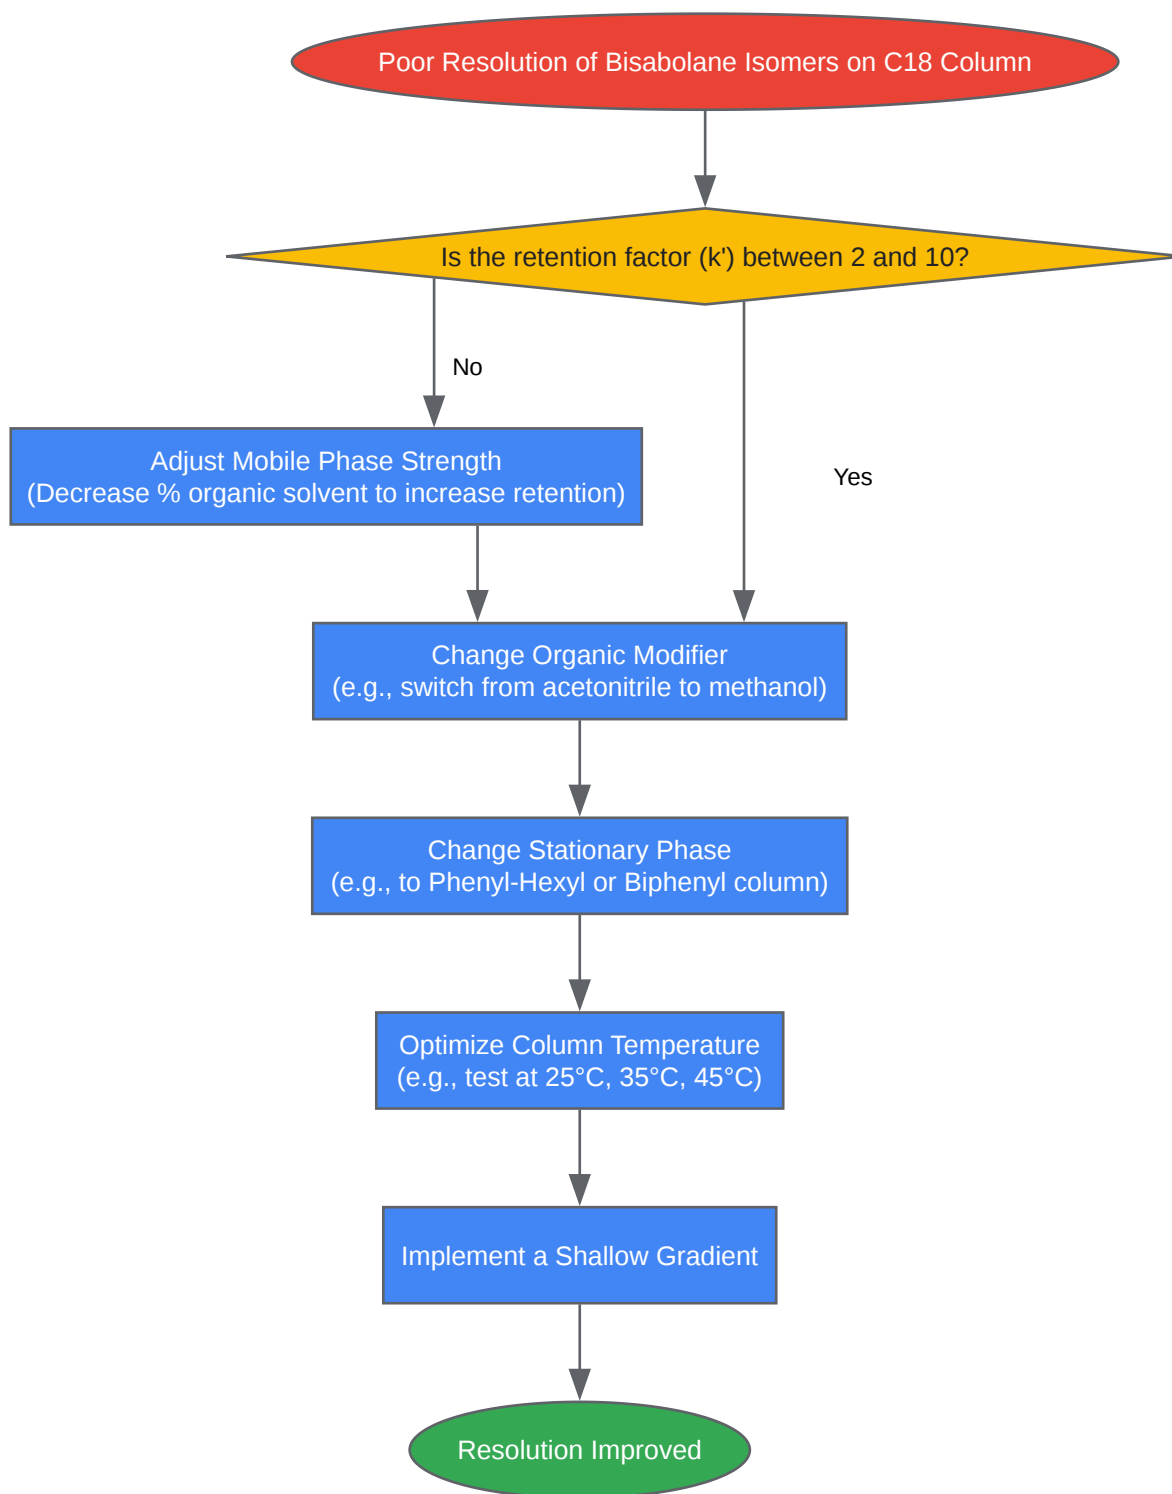 Poor Resolution of Bisabolane Isomers on C18 Column
Is the retention factor (k') between 2 and 10?
No
Adjust Mobile Phase Strength
(Decrease % organic solvent to increase retention)
Yes
Change Organic Modifier
(e.g., switch from acetonitrile to methanol)
Change Stationary Phase
(e.g., to Phenyl-Hexyl or Biphenyl column)
Optimize Column Temperature
(e.g., test at 25°C, 35°C, 45°C)
Implement a Shallow Gradient
Resolution Improved